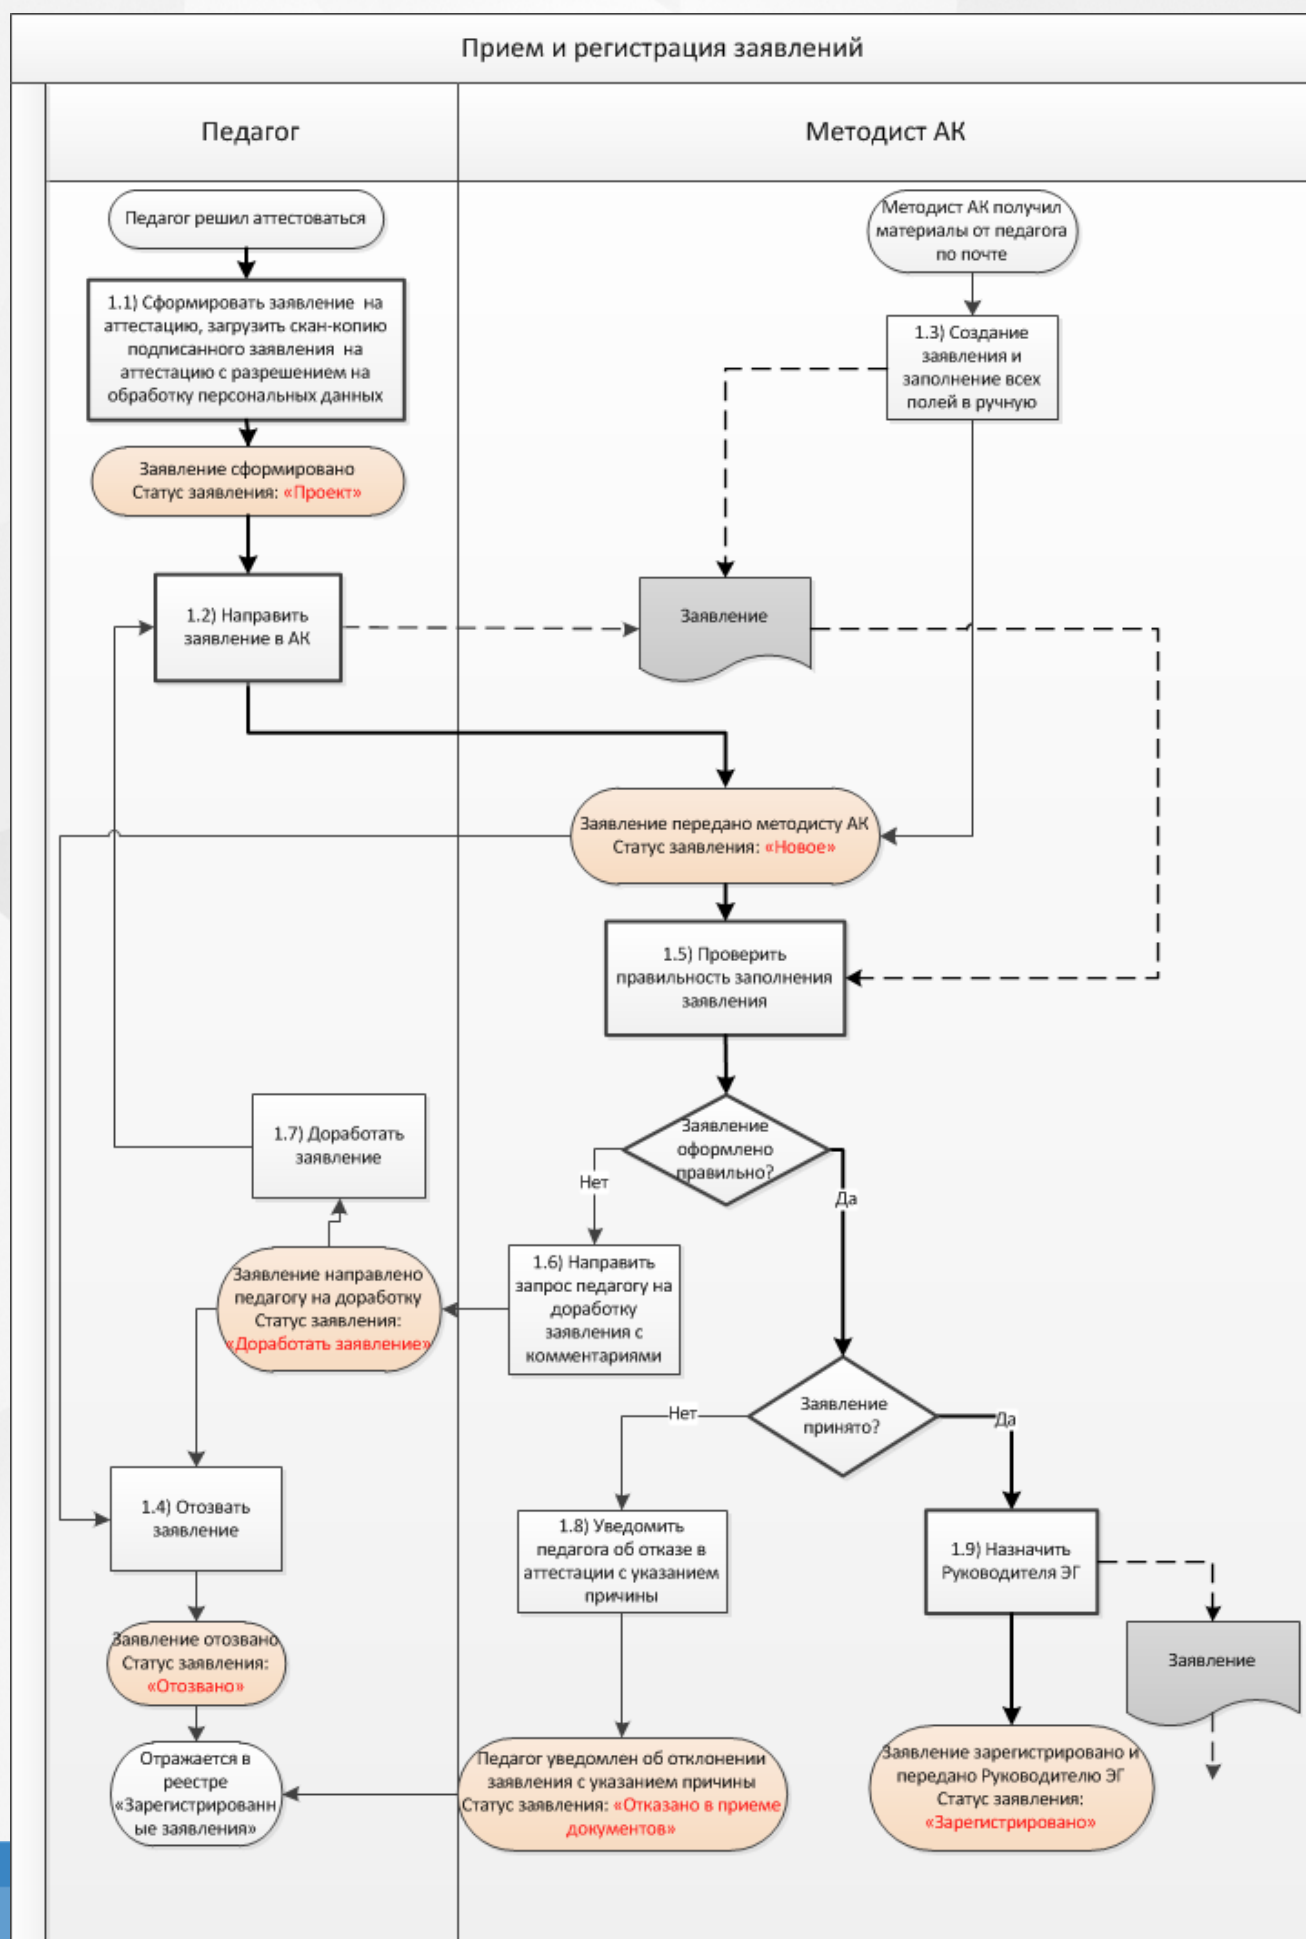 Прием и регистрация заявлений
Педагог
Методист АК
Педагог решил аттестоваться
Методист АК получил
материалы от педагога
по почте
1.1) Сформировать заявление на
аттестацию, загрузить скан-копию
подписанного заявления на
аттестацию с разрешением на
обработку персональных данных
1.3) Создание
заявления и
заполнение всех
полей в ручную
Заявление сформировано
Статус заявления: «Проект»
1.2) Направить
заявление в АК
Заявление
Заявление передано методисту АК
Статус заявления: «Новое»
1.5) Проверить
правильность заполнения
заявления
Заявление
оформлено
правильно?
Нет
Да
1.7) Доработать
заявление
1.6) Направить
запрос педагогу на
доработку
заявления с
комментариями
Заявление направлено
педагогу на доработку
Статус заявления:
«Доработать заявление»
Заявление
принято?
Нет
Да
1.4) Отозвать
заявление
1.8) Уведомить
педагога об отказе в
аттестации с указанием
причины
1.9) Назначить
Руководителя ЭГ
Заявление
Заявление отозвано
Статус заявления:
«Отозвано»
Отражается в
реестре
«Зарегистрированн
ые заявления»
Педагог уведомлен об отклонении
заявления с указанием причины
Статус заявления: «Отказано в приеме
документов»
Заявление зарегистрировано и
передано Руководителю ЭГ
Статус заявления:
«Зарегистрировано»